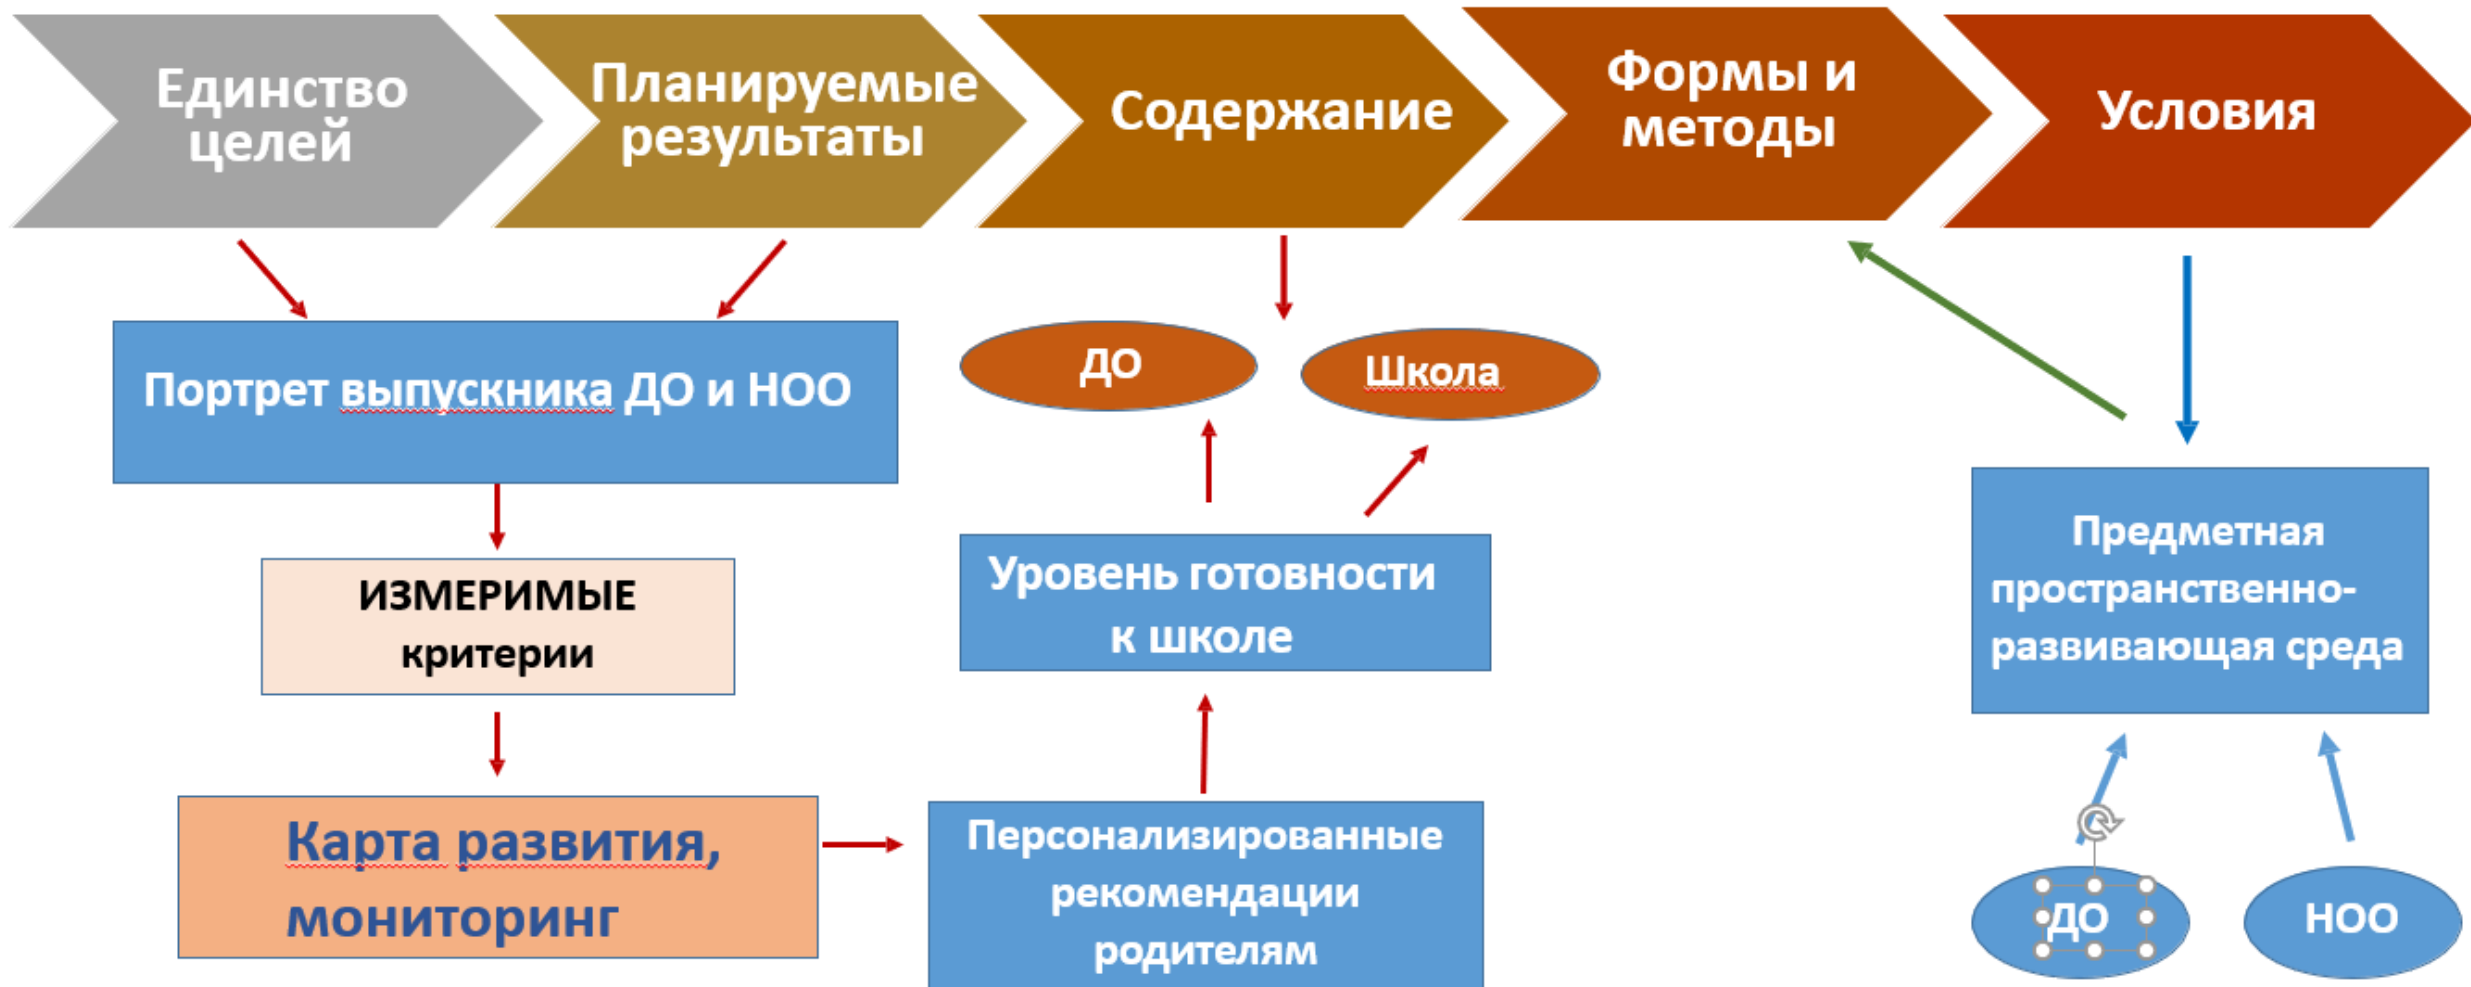 Единство
целей
Планируемые
результаты
Содержание
Формы и
методы
Условия
Портрет выпускника ДО и НОО
ДО
Школа
ИЗМЕРИМЫЕ
критерии
Уровень готовности
к школе
Предметная
пространственно-
развивающая среда
Карта развития,
мониторинг
Персонализированные
рекомендации
родителям
ДО
НОО